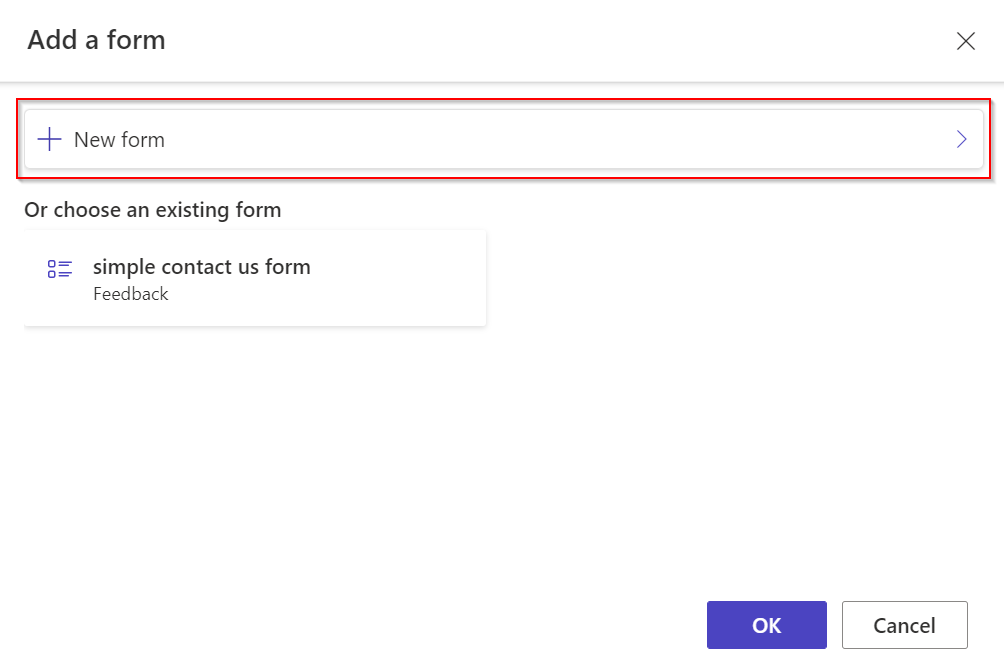 Add a form
New form
Or choose an existing form
simple contact us form
Feedback
OK
Cancel